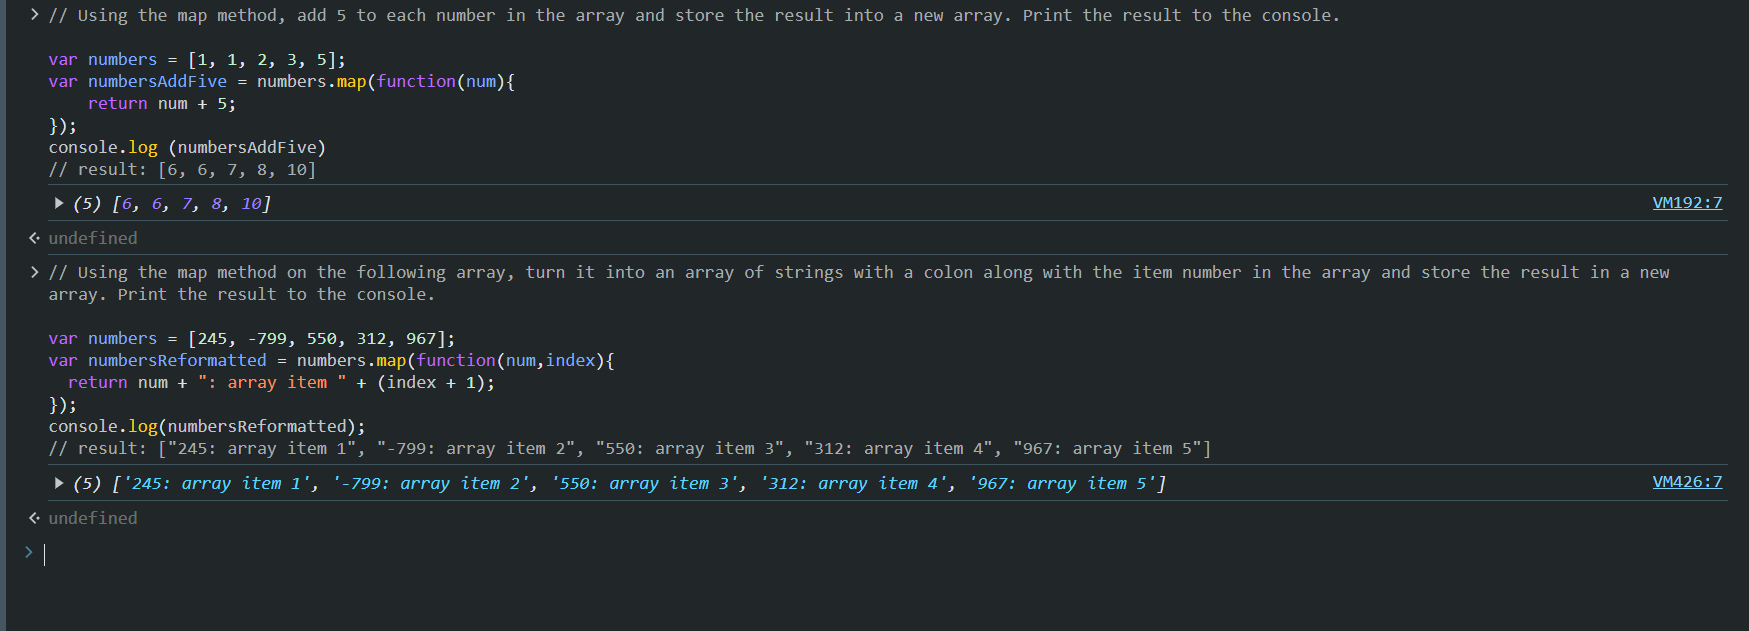 // Using the map method, add 5 to each number in the array and store the result into a new array. Print the result to the console.
var numbers = [1, 1, 2, 3, 5];
var numbersAddFive = numbers.map(function(num){
    return num + 5;
});
console.log (numbersAddFive)
// result: [6, 6, 7, 8, 10]
(5) [6, 6, 7, 8, 10] VM192:7
undefined
// Using the map method on the following array, turn it into an array of strings with a colon along with the item number in the array and store the result in a new
array. Print the result to the console.
var numbers = [245, -799, 550, 312, 967];
var numbersReformatted = numbers.map(function(num,index){
  return num + ": array item " + (index + 1);
});
console.log(numbersReformatted);
// result: ["245: array item 1", "-799: array item 2", "550: array item 3", "312: array item 4", "967: array item 5"]
(5) ['245: array item 1', '-799: array item 2', '550: array item 3', '312: array item 4', '967: array item 5'] VM426:7
undefined